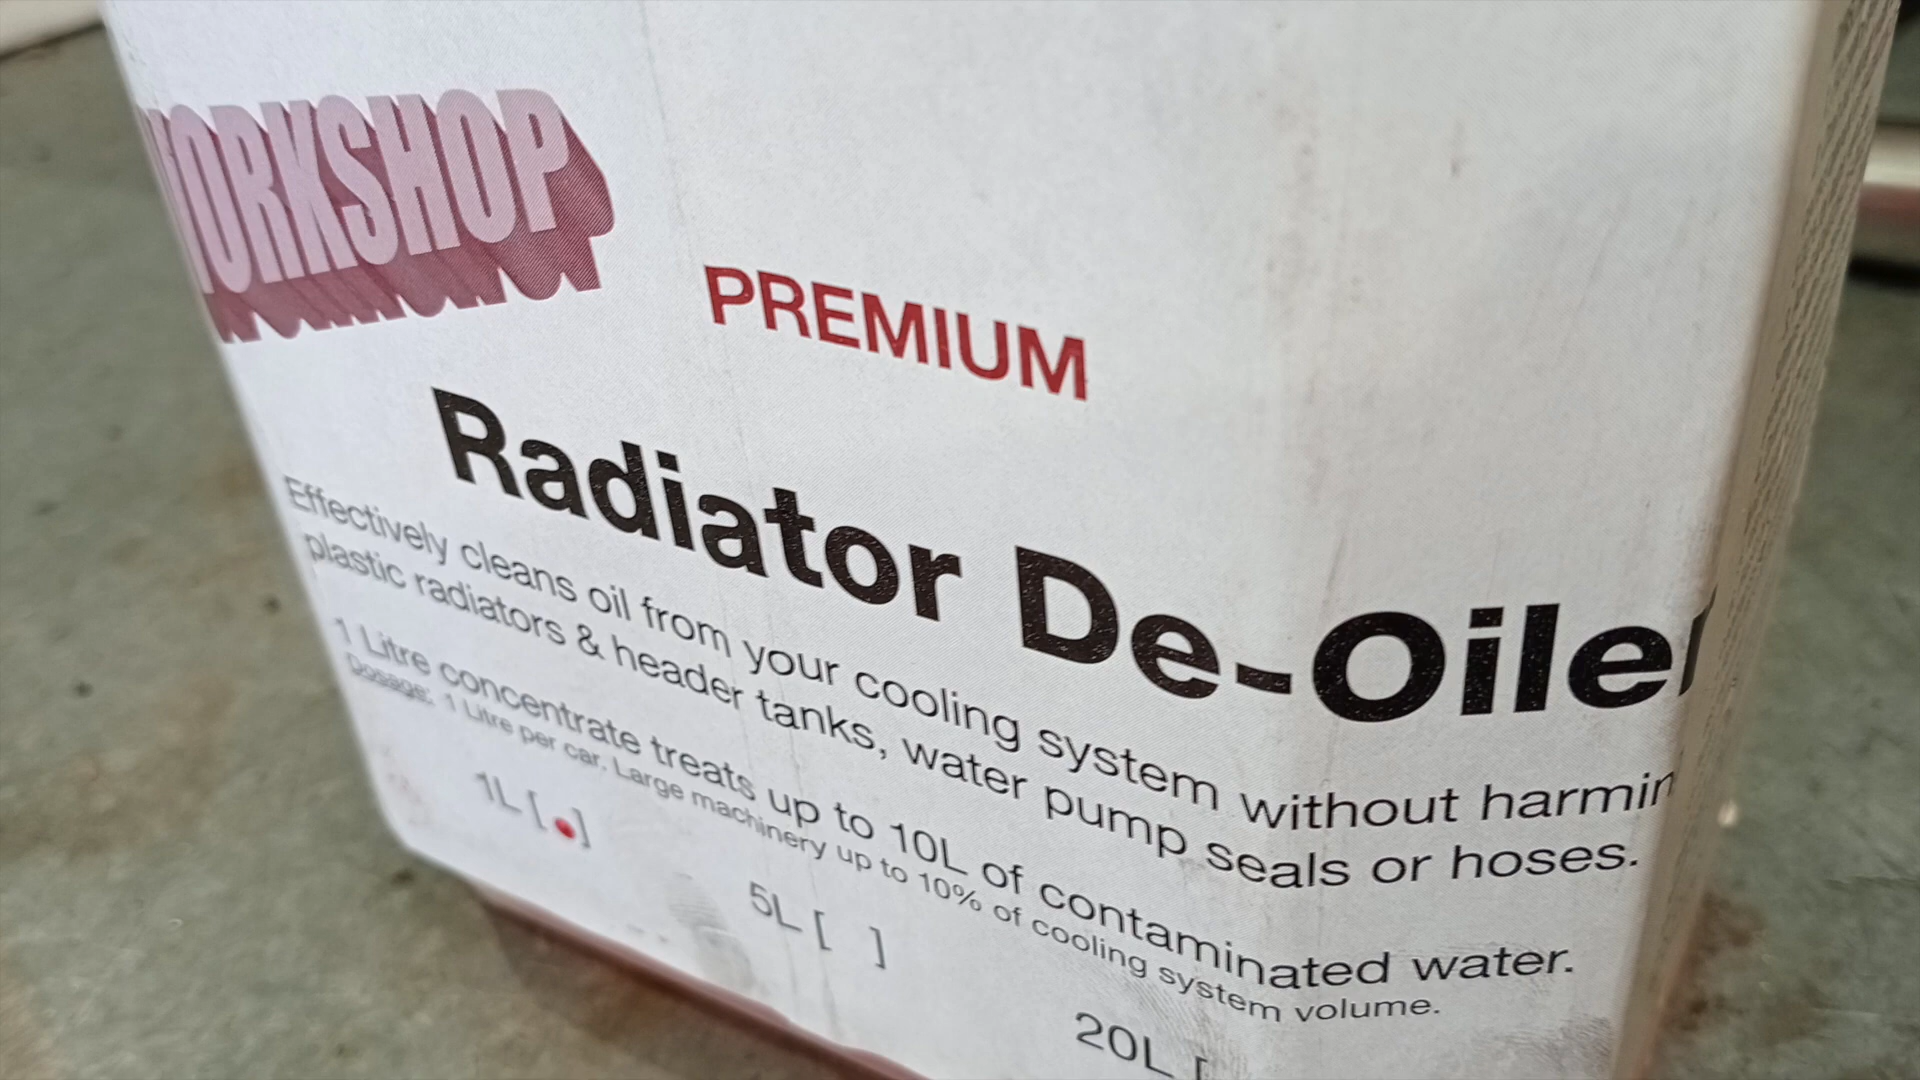 WORKSHOP
PREMIUM
Radiator De-Oiler
Effectively cleans oil from your cooling system without harmin
plastic radiators & header tanks, water pump seals or hoses.
1 Litre concentrate treats up to 10L of contaminated water.
Dosage: 1 Litre per car. Large machinery up to 10% of cooling system volume.
1L [ ]
5L [ ]
20L [